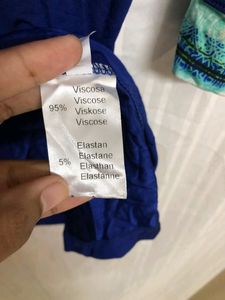 Viscosa
Viscose
95% Viskose
Viscose
Elastan
Elastane
5% Elasthan
Elastanne